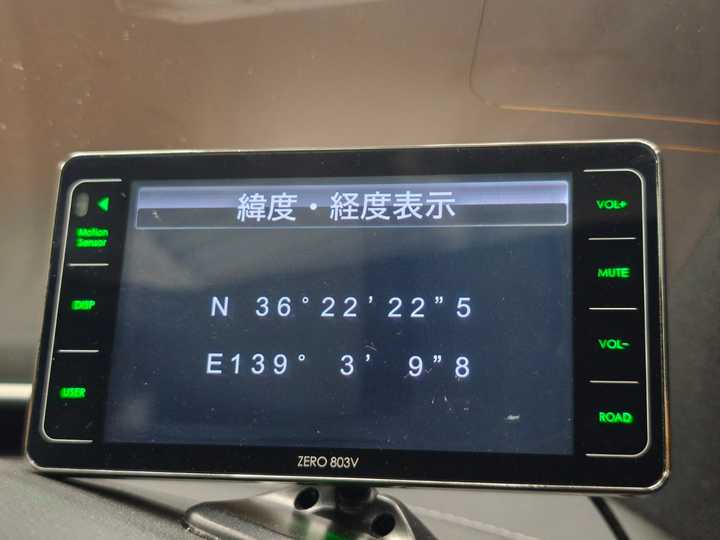 緯度・経度表示
N 36°22'22"5
E139° 3' 9"8
Motion
Sensor
DISP
USER
VOL+
MUTE
VOL-
ROAD
ZERO 803V